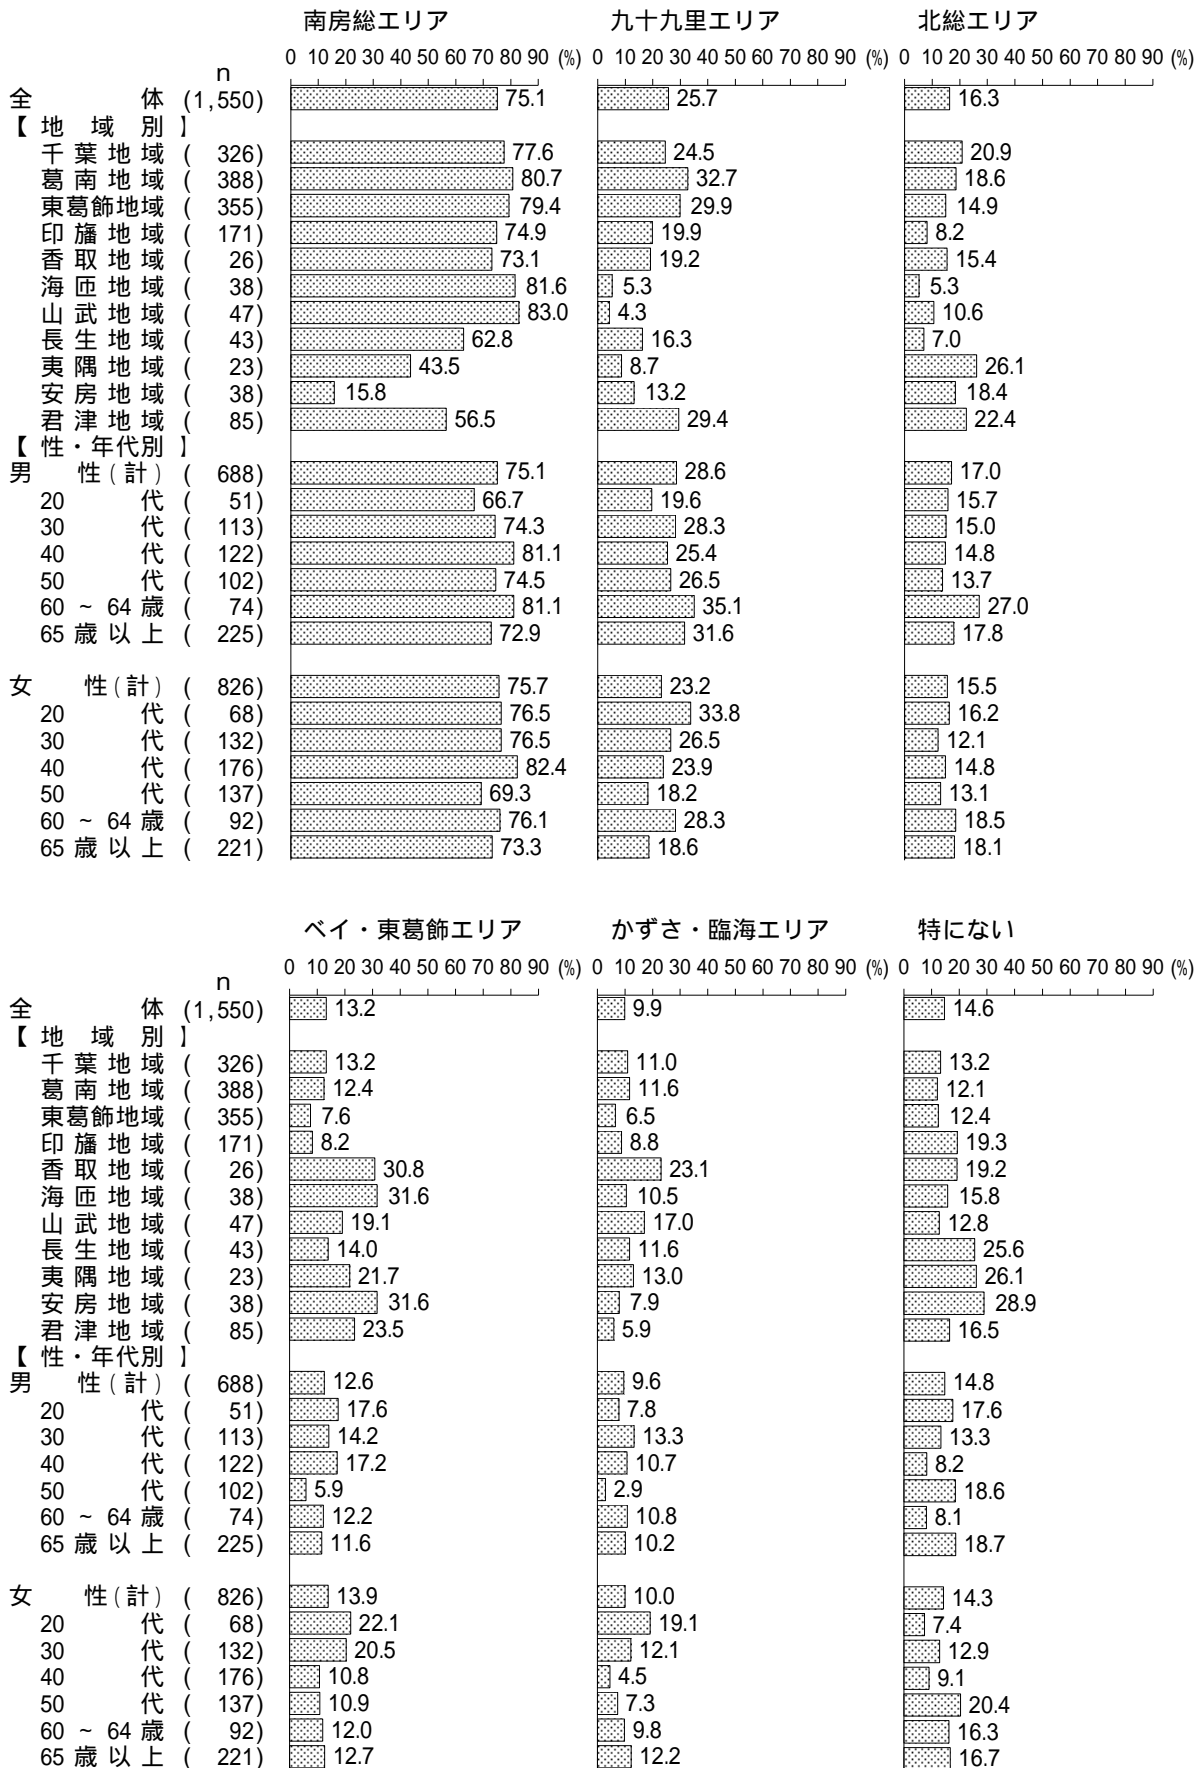 南房総エリア 九十九里エリア 北総エリア
0 10 20 30 40 50 60 70 80 90 (%) 0 10 20 30 40 50 60 70 80 90 (%) 0 10 20 30 40 50 60 70 80 90 (%)
n
全 体 (1,550) 75.1 25.7 16.3
【地 域 別】
千葉地域 ( 326) 77.6 24.5 20.9
葛南地域 ( 388) 80.7 32.7 18.6
東葛飾地域 ( 355) 79.4 29.9 14.9
印旛地域 ( 171) 74.9 19.9 8.2
香取地域 ( 26) 73.1 19.2 15.4
海匝地域 ( 38) 81.6 5.3 5.3
山武地域 ( 47) 83.0 4.3 10.6
長生地域 ( 43) 62.8 16.3 7.0
夷隅地域 ( 23) 43.5 8.7 26.1
安房地域 ( 38) 15.8 13.2 18.4
君津地域 ( 85) 56.5 29.4 22.4
【性・年代別】
男 性(計) ( 688) 75.1 28.6 17.0
20 代 ( 51) 66.7 19.6 15.7
30 代 ( 113) 74.3 28.3 15.0
40 代 ( 122) 81.1 25.4 14.8
50 代 ( 102) 74.5 26.5 13.7
60 ~ 64 歳 ( 74) 81.1 35.1 27.0
65 歳以上 ( 225) 72.9 31.6 17.8
女 性(計) ( 826) 75.7 23.2 15.5
20 代 ( 68) 76.5 33.8 16.2
30 代 ( 132) 76.5 26.5 12.1
40 代 ( 176) 82.4 23.9 14.8
50 代 ( 137) 69.3 18.2 13.1
60 ~ 64 歳 ( 92) 76.1 28.3 18.5
65 歳以上 ( 221) 73.3 18.6 18.1
ベイ・東葛飾エリア かずさ・臨海エリア 特にない
0 10 20 30 40 50 60 70 80 90 (%) 0 10 20 30 40 50 60 70 80 90 (%) 0 10 20 30 40 50 60 70 80 90 (%)
n
全 体 (1,550) 13.2 9.9 14.6
【地 域 別】
千葉地域 ( 326) 13.2 11.0 13.2
葛南地域 ( 388) 12.4 11.6 12.1
東葛飾地域 ( 355) 7.6 6.5 12.4
印旛地域 ( 171) 8.2 8.8 19.3
香取地域 ( 26) 30.8 23.1 19.2
海匝地域 ( 38) 31.6 10.5 15.8
山武地域 ( 47) 19.1 17.0 12.8
長生地域 ( 43) 14.0 11.6 25.6
夷隅地域 ( 23) 21.7 13.0 26.1
安房地域 ( 38) 31.6 7.9 28.9
君津地域 ( 85) 23.5 5.9 16.5
【性・年代別】
男 性(計) ( 688) 12.6 9.6 14.8
20 代 ( 51) 17.6 7.8 17.6
30 代 ( 113) 14.2 13.3 13.3
40 代 ( 122) 17.2 10.7 8.2
50 代 ( 102) 5.9 2.9 18.6
60 ~ 64 歳 ( 74) 12.2 10.8 8.1
65 歳以上 ( 225) 11.6 10.2 18.7
女 性(計) ( 826) 13.9 10.0 14.3
20 代 ( 68) 22.1 19.1 7.4
30 代 ( 132) 20.5 12.1 12.9
40 代 ( 176) 10.8 4.5 9.1
50 代 ( 137) 10.9 7.3 20.4
60 ~ 64 歳 ( 92) 12.0 9.8 16.3
65 歳以上 ( 221) 12.7 12.2 16.7